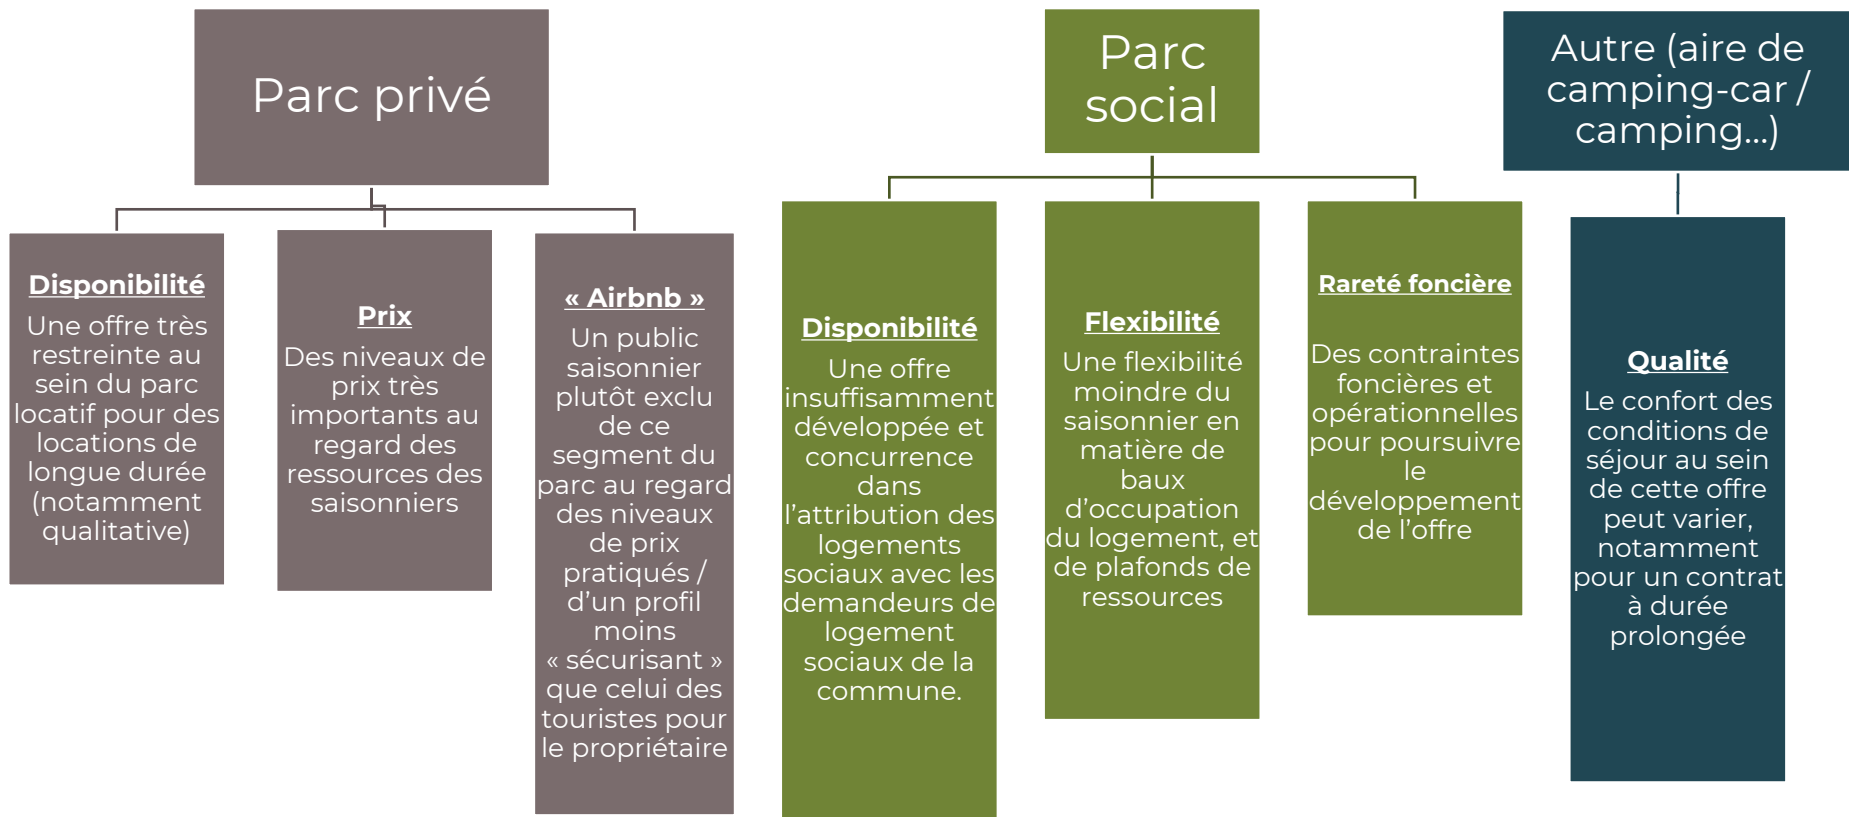 Parc privé
Disponibilité
Une offre très
restreinte au
sein du parc
locatif pour des
locations de
longue durée
(notamment
qualitative)
Prix
Des niveaux de
prix très
importants au
regard des
ressources des
saisonniers
« Airbnb »
Un public
saisonnier
plutôt exclu
de ce
segment du
parc au regard
des niveaux
de prix
pratiqués /
d’un profil
moins
« sécurisant »
que celui des
touristes pour
le propriétaire
Parc
social
Disponibilité
Une offre
insuffisamment
développée et
concurrence
dans
l’attribution des
logements
sociaux avec les
demandeurs de
logement
sociaux de la
commune.
Flexibilité
Une flexibilité
moindre du
saisonnier en
matière de
baux
d’occupation
du logement, et
de plafonds de
ressources
Rareté foncière
Des contraintes
foncières et
opérationnelles
pour poursuivre
le
développement
de l’offre
Autre (aire de
camping-car /
camping…)
Qualité
Le confort des
conditions de
séjour au sein
de cette offre
peut varier,
notamment
pour un contrat
à durée
prolongée